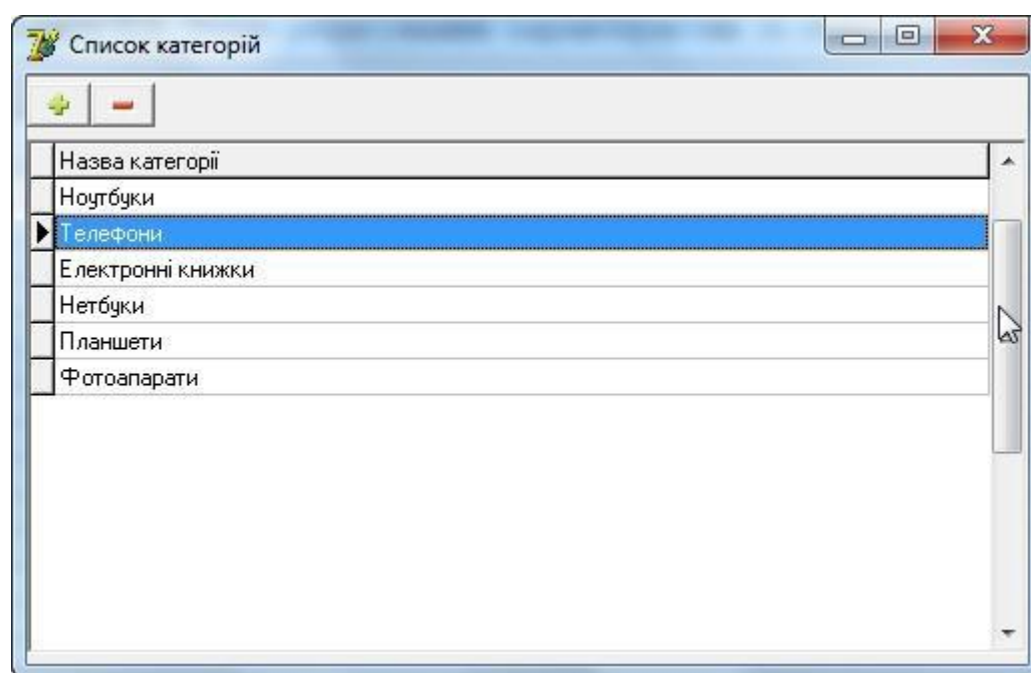 Список категорій
Назва категорії
Ноутбуки
Телефони
Електронні книжки
Нетбуки
Планшети
Фотоапарати